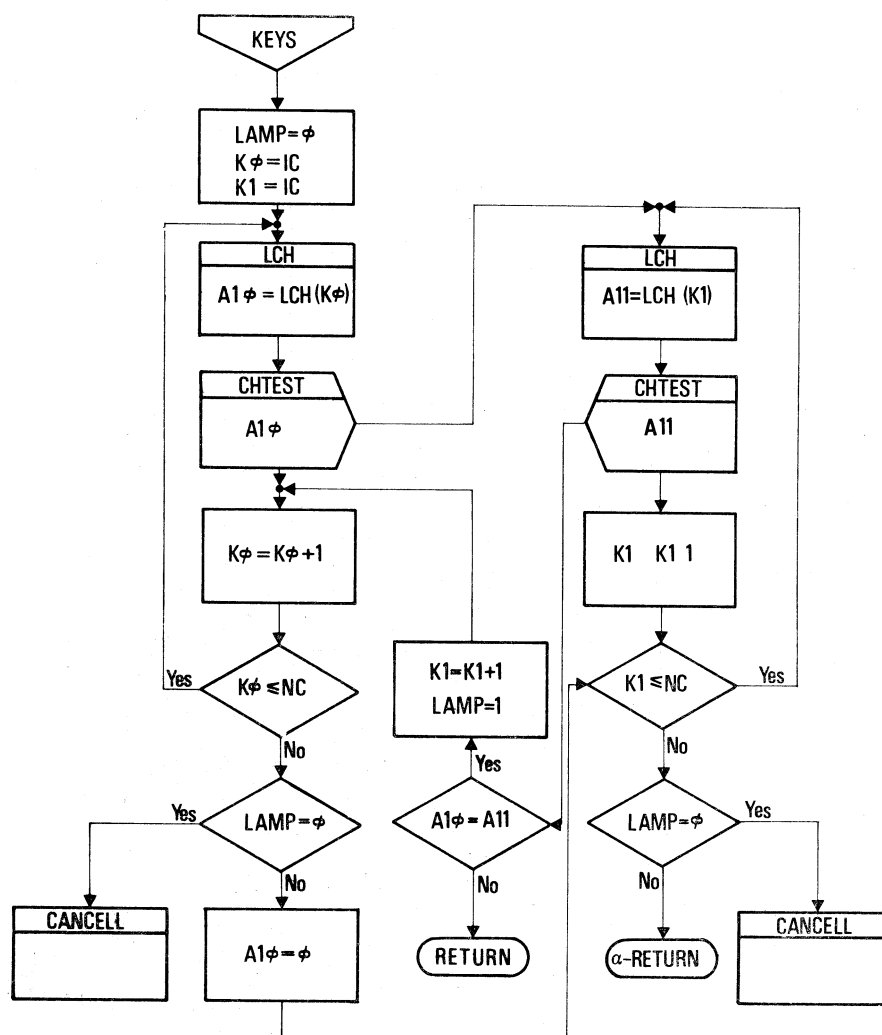 KEYS
LAMP=ϕ
Kϕ=IC
K1=IC
LCH
A1ϕ=LCH(Kϕ)
CHTEST
A1ϕ
Kϕ=Kϕ+1
Yes
Kϕ≤NC
No
Yes
LAMP=ϕ
No
CANCELL
A1ϕ=ϕ
K1=K1+1
LAMP=1
Yes
A1ϕ=A11
No
RETURN
LCH
A11=LCH (K1)
CHTEST
A11
K1 K1 1
K1≤NC
Yes
No
LAMP=ϕ
Yes
No
α-RETURN
CANCELL